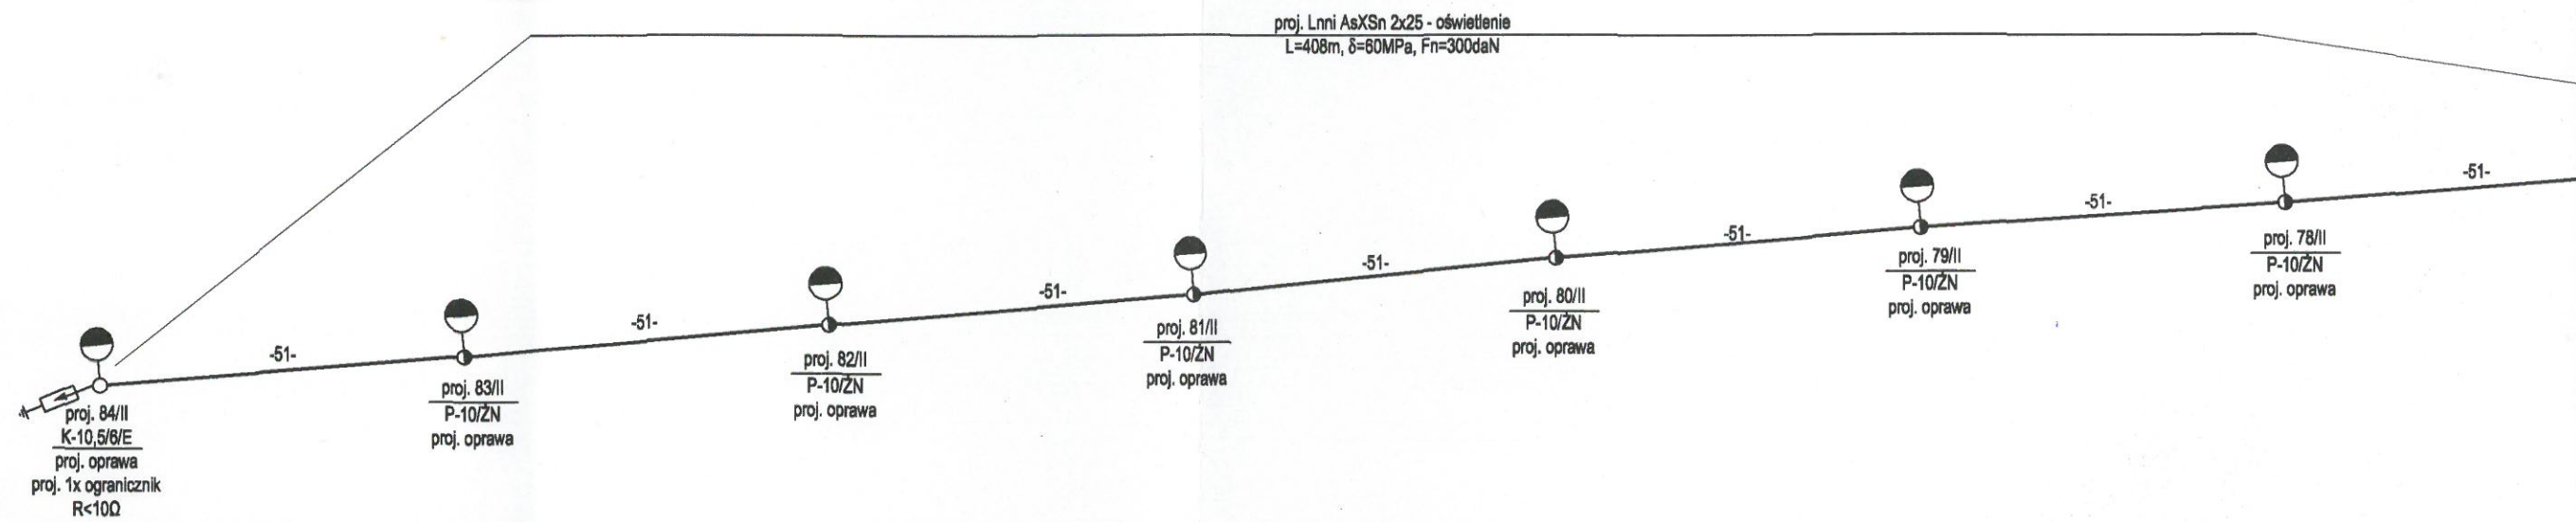 proj. Lnni AsXSn 2x25 - oświetlenie
L=408m, δ=60MPa, Fn=300daN
-51-
-51-
-51-
-51-
-51-
-51-
-51-
proj. 84/II
K-10,5/6/E
proj. oprawa
proj. 1x ogranicznik
R<10Ω
proj. 83/II
P-10/ŻN
proj. oprawa
proj. 82/II
P-10/ŻN
proj. oprawa
proj. 81/II
P-10/ŻN
proj. oprawa
proj. 80/II
P-10/ŻN
proj. oprawa
proj. 79/II
P-10/ŻN
proj. oprawa
proj. 78/II
P-10/ŻN
proj. oprawa